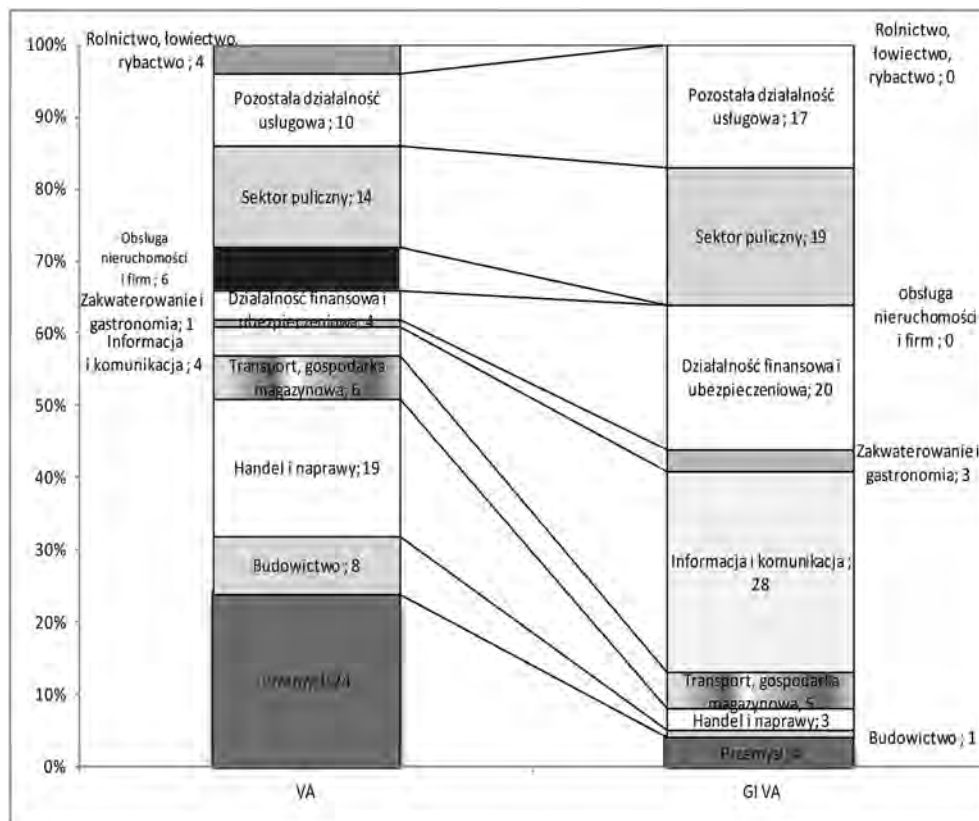 100%
90%
80%
70%
60%
50%
40%
30%
20%
10%
0%
Rolnictwo, łowiectwo,
rybactwo ; 4
Pozostała działalność
usługowa ; 10
Sektor puliczny; 14
Obsługa
nieruchomości
i firm ; 6
Działalność finansowa i
ubezpieczeniowa; 4
Zakwaterowanie i
gastronomia; 1
Informacja
i komunikacja ; 4
Transport, gospodarka
magazynowa; 6
Handel i naprawy; 19
Budowictwo ; 8
VA
Rolnictwo,
łowiectwo,
rybactwo ; 0
Pozostała działalność
usługowa ; 17
Sektor puliczny; 19
Obsługa
nieruchomości
i firm ; 0
Działalność finansowa i
ubezpieczeniowa; 20
Zakwaterowanie i
gastronomia; 3
Informacja i komunikacja ;
28
Transport, gospodarka
magazynowa; 5
Handel i naprawy; 3
Budowictwo ; 1
Przemysł; 4
GI VA